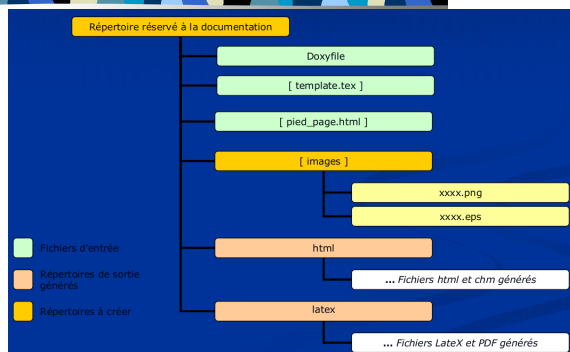 Répertoire réservé à la documentation
Doxyfile
[ template.tex ]
[ pied_page.html ]
[ images ]
xxxx.png
xxxx.eps
Fichiers d'entrée
html
Répertoires de sortie
générés
... Fichiers html et chm générés
Répertoires à créer
latex
... Fichiers LateX et PDF générés